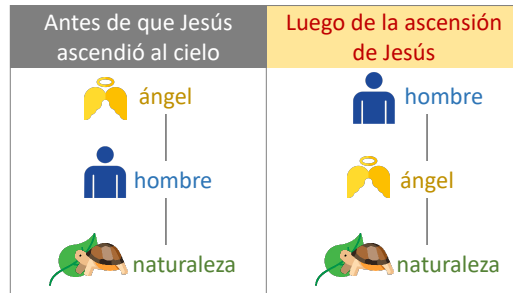 Antes de que Jesús
ascendió al cielo
Luego de la ascensión
de Jesús
ángel
hombre
naturaleza
hombre
ángel
naturaleza